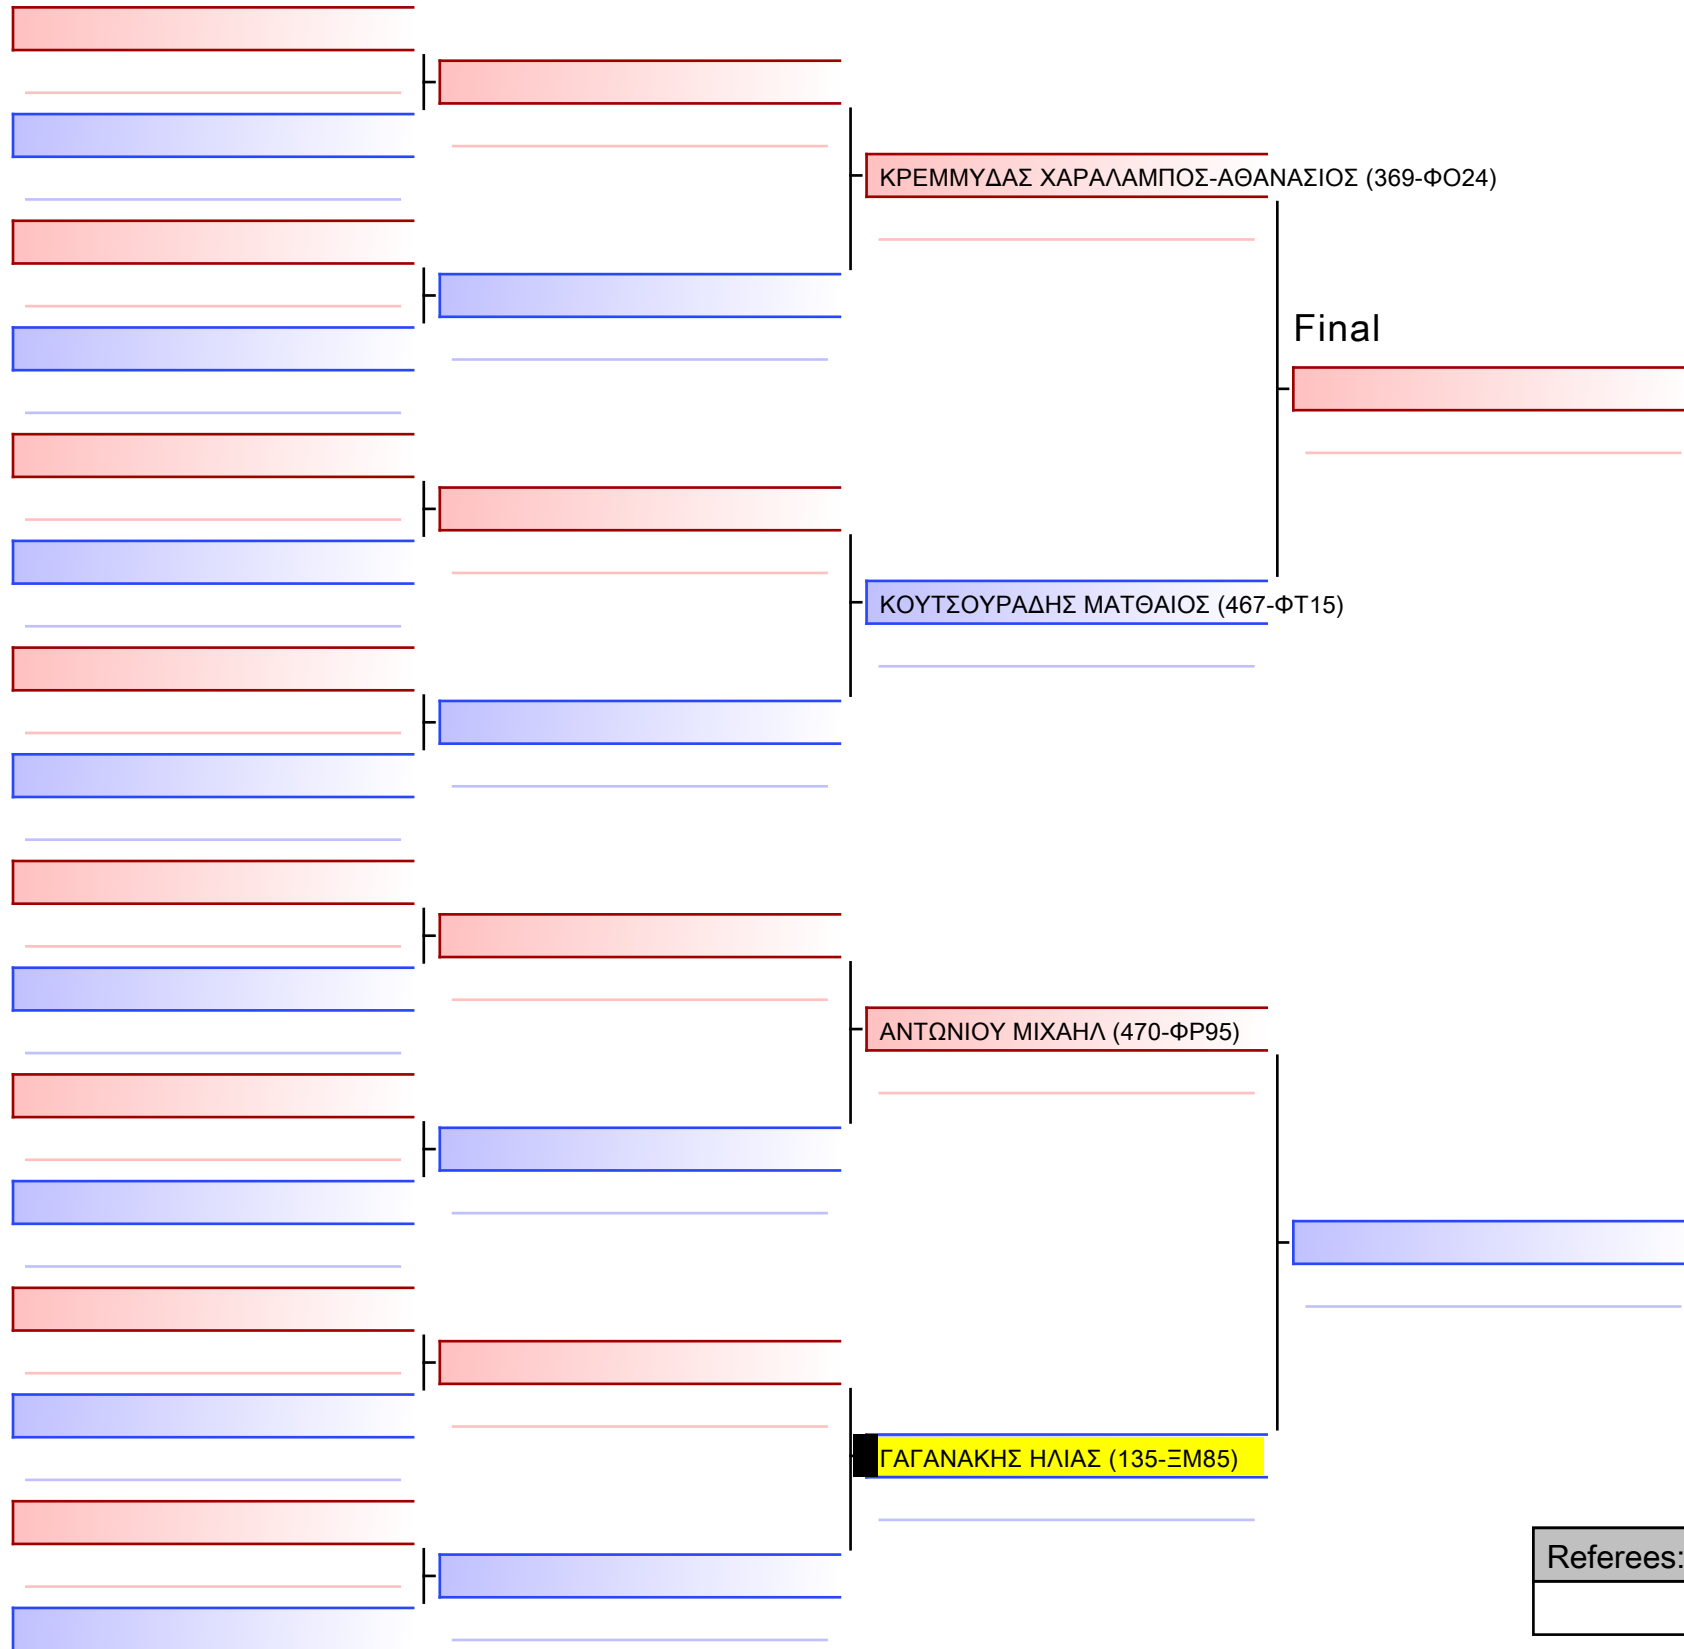 ΚΡΕΜΜΥΔΑΣ ΧΑΡΑΛΑΜΠΟΣ-ΑΘΑΝΑΣΙΟΣ (369-ΦΟ24)
Final
ΚΟΥΤΣΟΥΡΑΔΗΣ ΜΑΤΘΑΙΟΣ (467-ΦΤ15)
ΑΝΤΩΝΙΟΥ ΜΙΧΑΗΛ (470-ΦΡ95)
ΓΑΓΑΝΑΚΗΣ ΗΛΙΑΣ (135-ΞΜ85)
Referees: